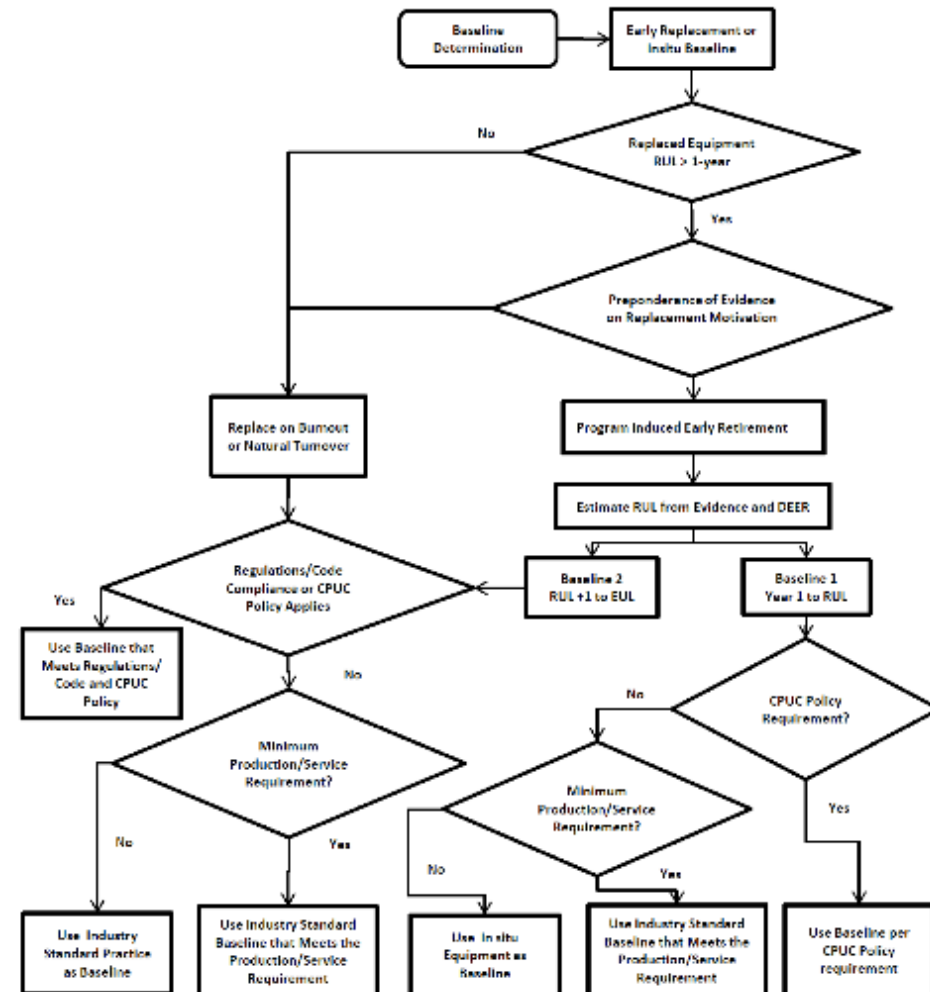 Baseline
Determination
Early Replacement or
Insitu Baseline
No
Replaced Equipment
RUL > 1-year
Yes
Preponderance of Evidence
on Replacement Motivation
Replace on Burnout
or Natural Turnover
Program Induced Early Retirement
Estimate RUL from Evidence and DEER
Regulations/Code
Compliance or CPUC
Policy Applies
Baseline 2
RUL +1 to EUL
Baseline 1
Year 1 to RUL
Yes
Use Baseline that
Meets Regulations/
Code and CPUC
Policy
No
No
CPUC Policy
Requirement?
Minimum
Production/Service
Requirement?
Minimum
Production/Service
Requirement?
Yes
No
Yes
No
Yes
Use Industry
Standard Practice
as Baseline
Use Industry Standard
Baseline that Meets the
Production/Service
Requirement
Use In situ
Equipment as
Baseline
Use Industry Standard
Baseline that Meets the
Production/Service
Requirement
Use Baseline per
CPUC Policy
requirement